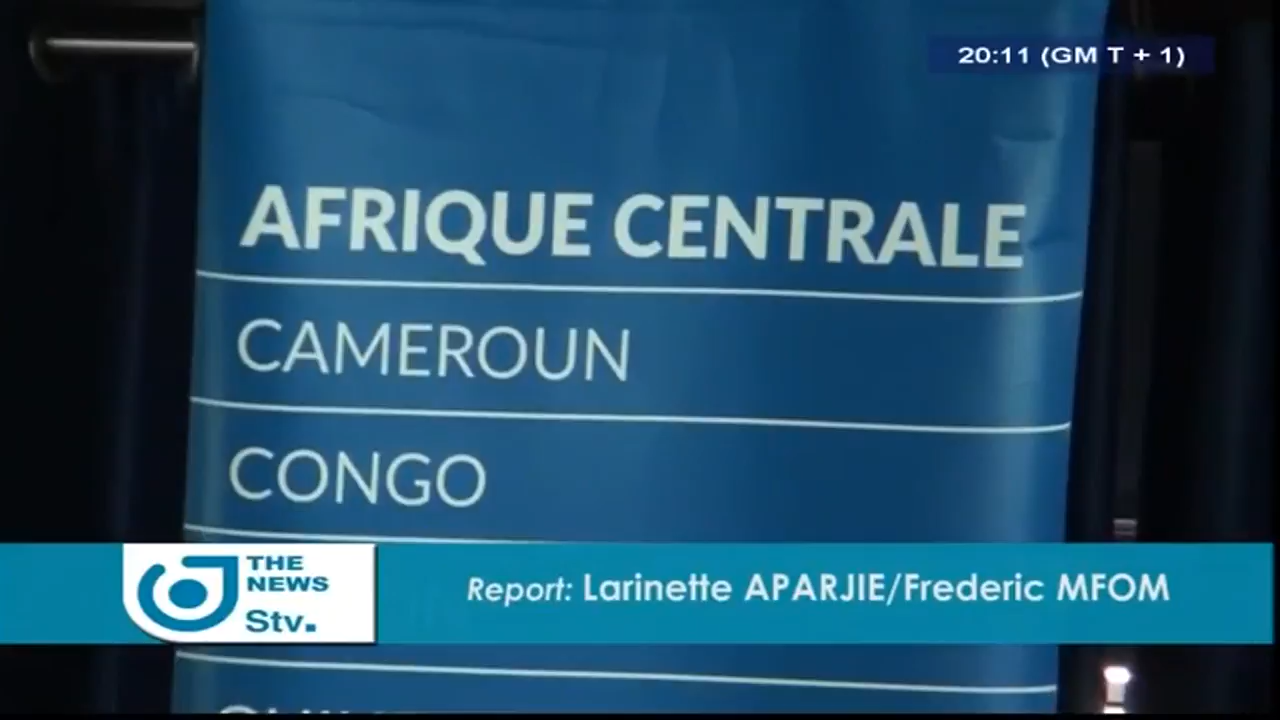 20:11 (GM T + 1)
AFRIQUE CENTRALE
CAMEROUN
CONGO
THE
NEWS
Stv.
Report: Larinette APARJIE/Frederic MFOM